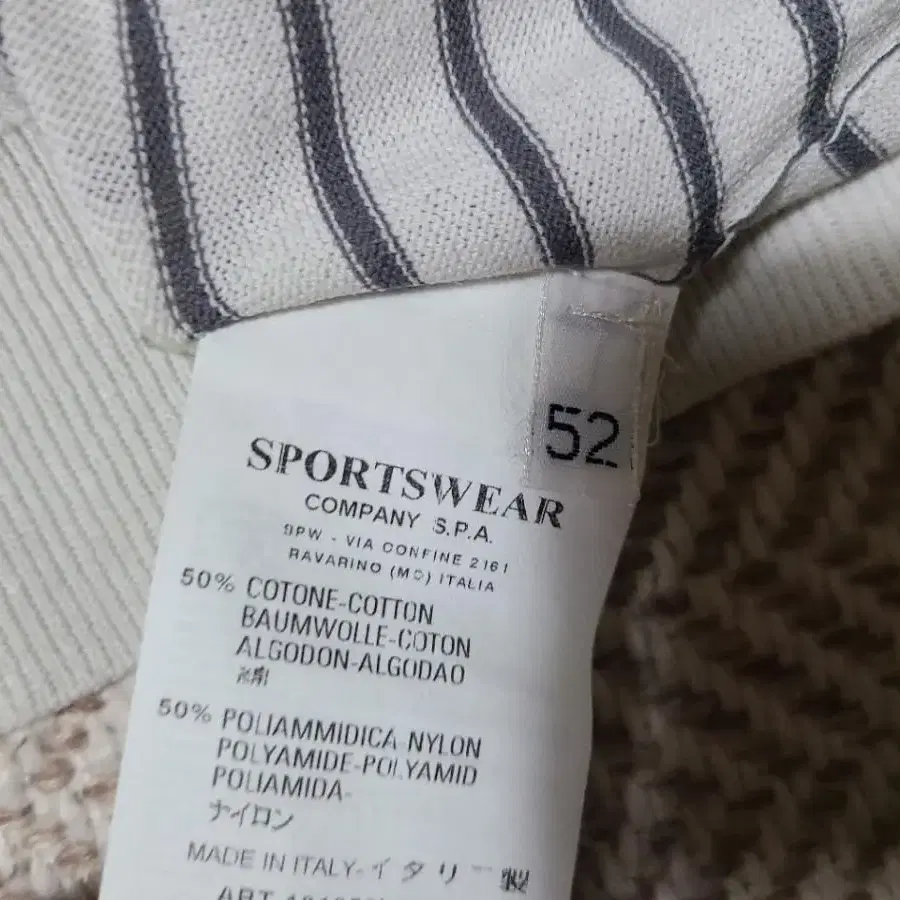 52
SPORTSWEAR
COMPANY S.P.A.
SPW - VIA CONFINE 2161
RAVARINO (MO) ITALIA
50% COTONE-COTTON
BAUMWOLLE-COTON
ALGODON-ALGODAO
50% POLIAMMIDICA NYLON
POLYAMIDE-POLYAMID
POLIAMIDA-
ナイロン
MADE IN ITALY-イタリー製
ART